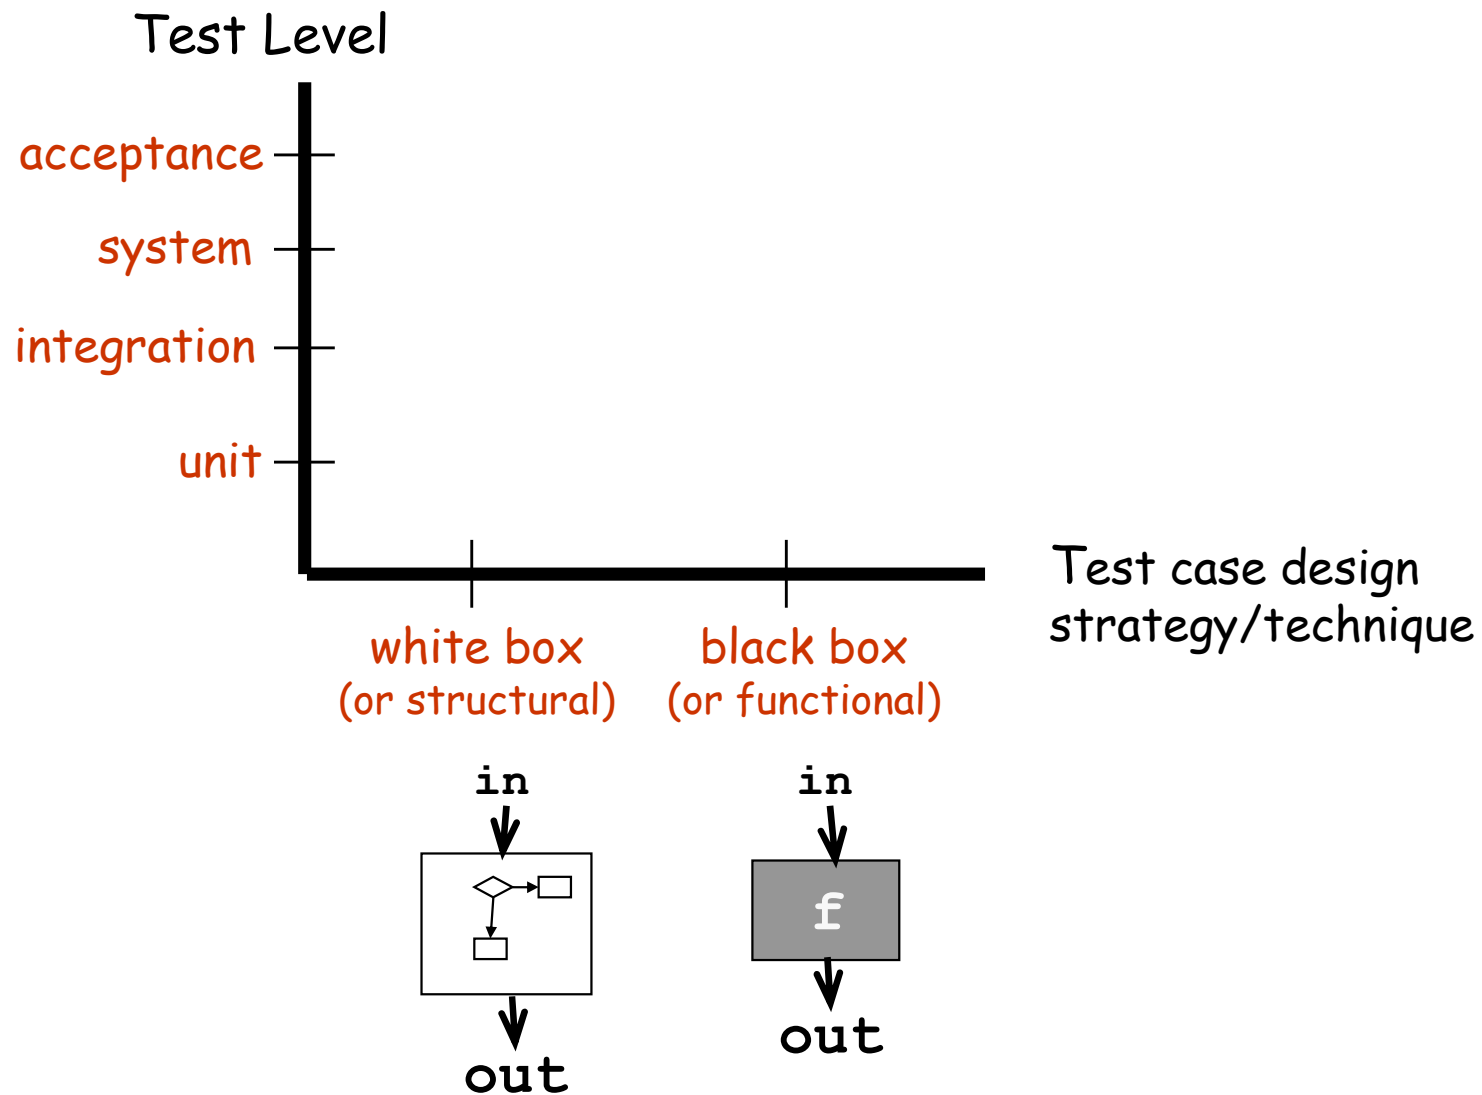 Test Level
acceptance
system
integration
unit
Test case design
strategy/technique
white box
(or structural)
black box
(or functional)
in
in
f
out
out